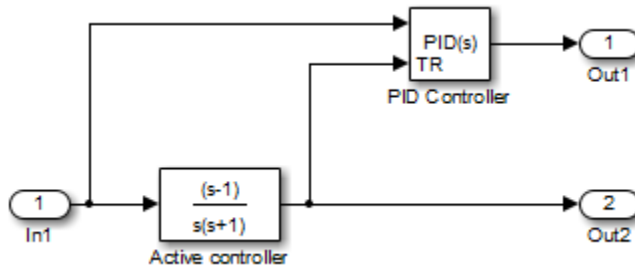 PID(s)
TR
PID Controller
1
Out1
1
In1
(s-1)
s(s+1)
Active controller
2
Out2